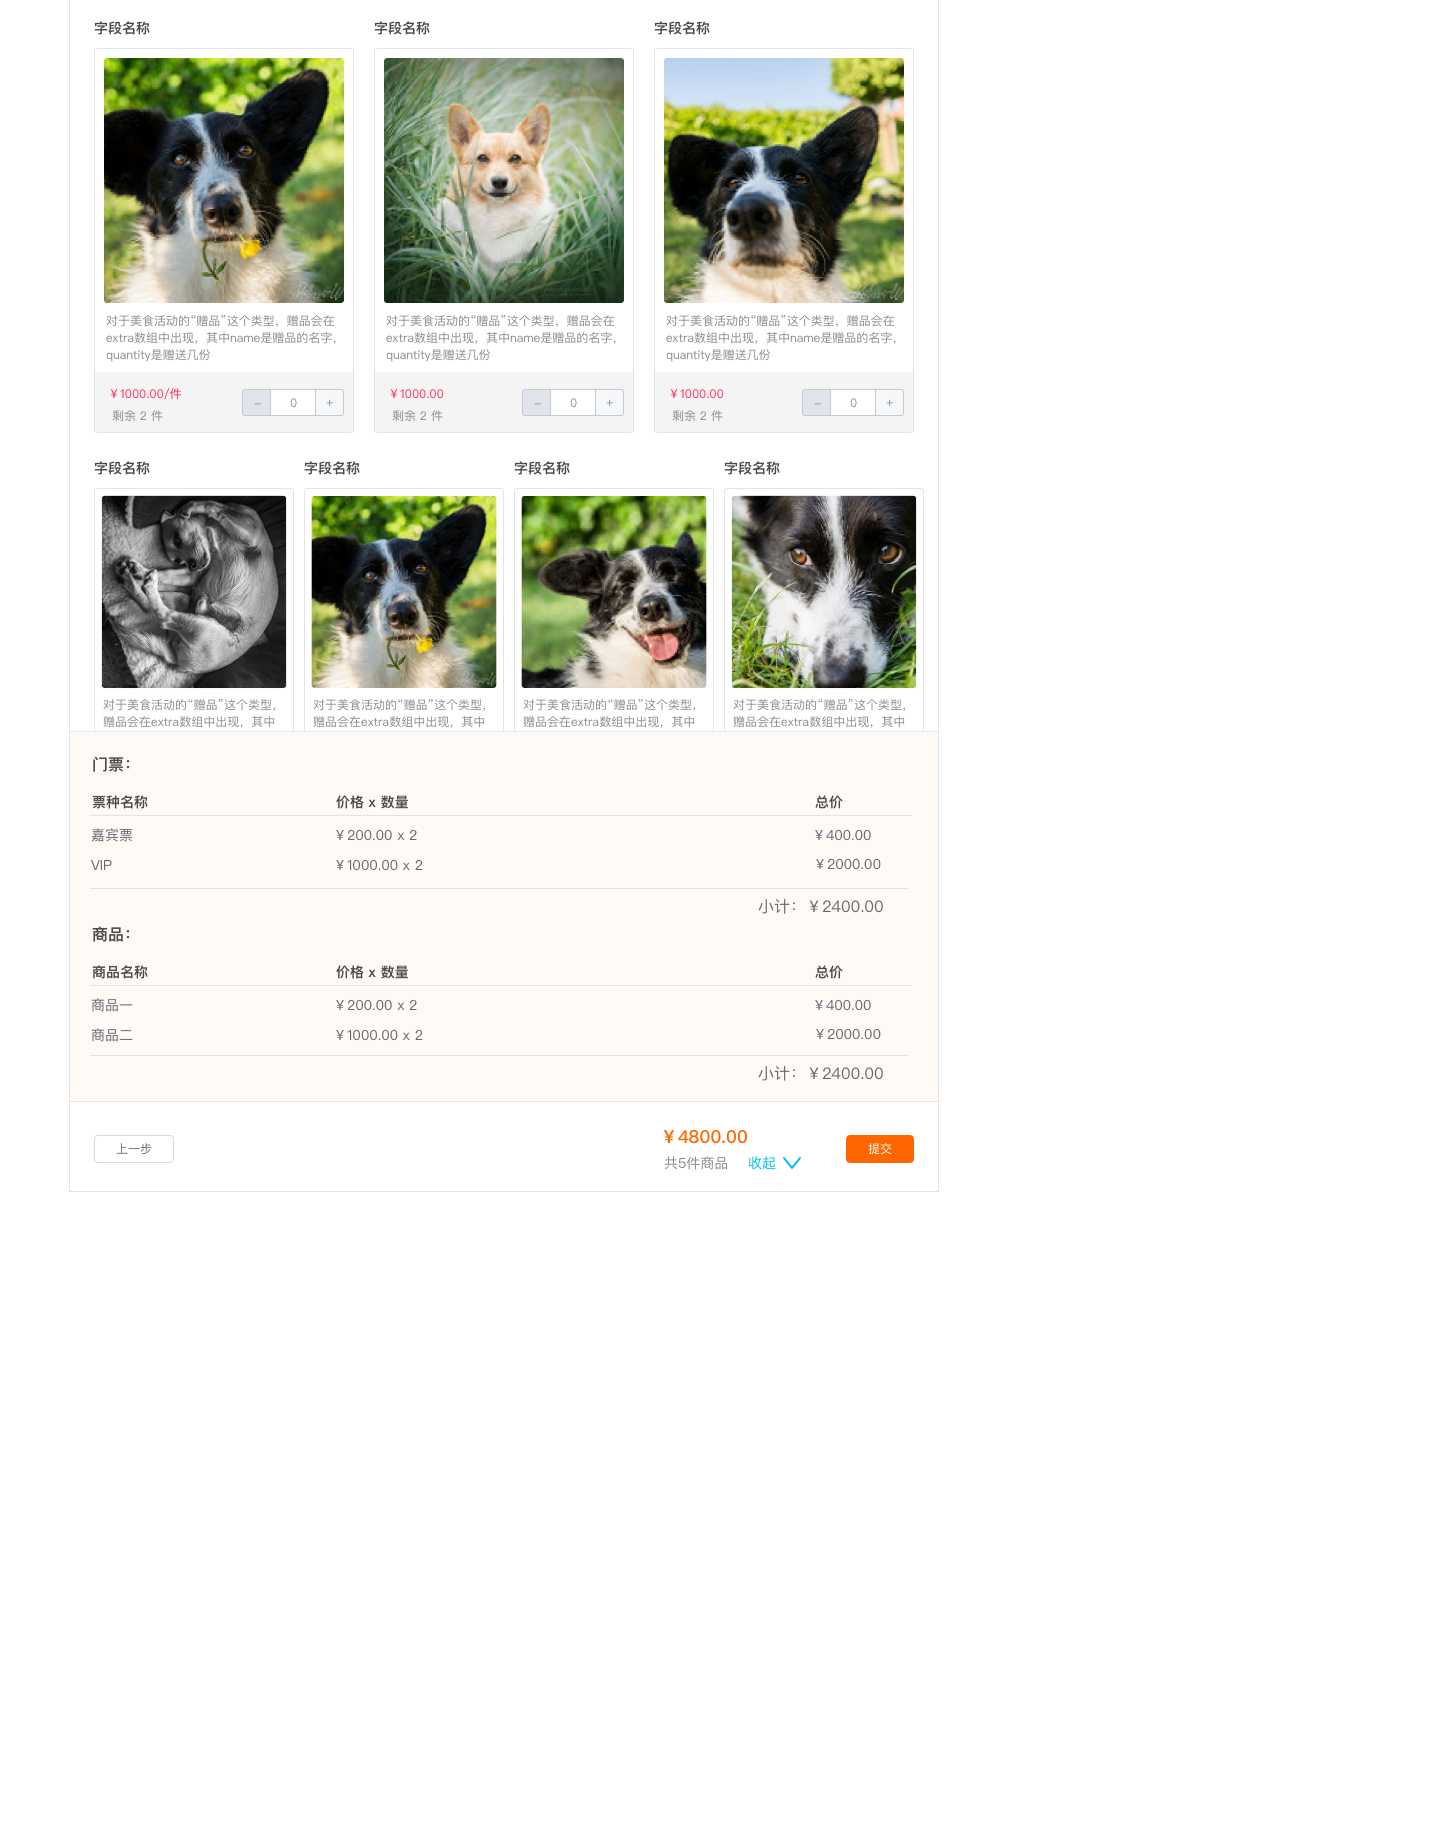 字段名称 字段名称 字段名称
对于美食活动的“赠品”这个类型，赠品会在
extra数组中出现，其中name是赠品的名字，
quantity是赠送几份
¥1000.00/件
剩余 2 件
– 0 +
对于美食活动的“赠品”这个类型，赠品会在
extra数组中出现，其中name是赠品的名字，
quantity是赠送几份
¥1000.00
剩余 2 件
– 0 +
对于美食活动的“赠品”这个类型，赠品会在
extra数组中出现，其中name是赠品的名字，
quantity是赠送几份
¥1000.00
剩余 2 件
– 0 +
字段名称 字段名称 字段名称 字段名称
对于美食活动的“赠品”这个类型，
赠品会在extra数组中出现，其中
对于美食活动的“赠品”这个类型，
赠品会在extra数组中出现，其中
对于美食活动的“赠品”这个类型，
赠品会在extra数组中出现，其中
对于美食活动的“赠品”这个类型，
赠品会在extra数组中出现，其中
门票：
票种名称 价格 x 数量 总价
嘉宾票 ¥200.00 x 2 ¥400.00
VIP ¥1000.00 x 2 ¥2000.00
小计： ¥2400.00
商品：
商品名称 价格 x 数量 总价
商品一 ¥200.00 x 2 ¥400.00
商品二 ¥1000.00 x 2 ¥2000.00
小计： ¥2400.00
上一步
¥4800.00
共5件商品 收起
提交